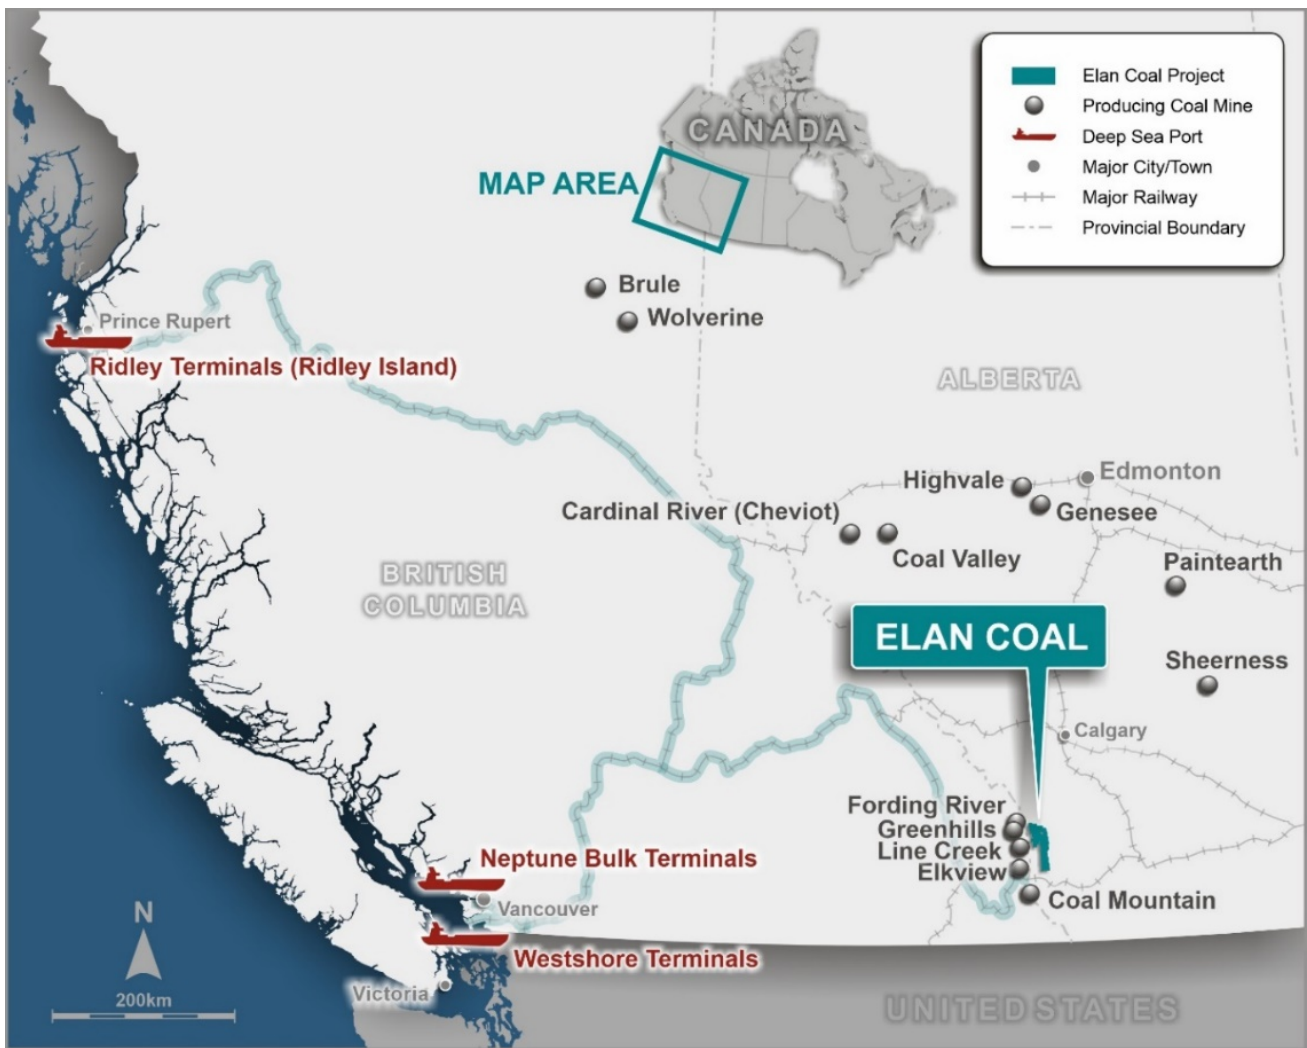 CANADA
MAP AREA
Elan Coal Project
Producing Coal Mine
Deep Sea Port
Major City/Town
Major Railway
Provincial Boundary
Brule
Wolverine
Prince Rupert
Ridley Terminals (Ridley Island)
ALBERTA
Highvale
Edmonton
Cardinal River (Cheviot)
Genesee
Coal Valley
Paintearth
BRITISH
COLUMBIA
ELAN COAL
Sheerness
Calgary
Fording River
Greenhills
Line Creek
Elkview
Coal Mountain
Neptune Bulk Terminals
Vancouver
Westshore Terminals
Victoria
N
200km
UNITED STATES